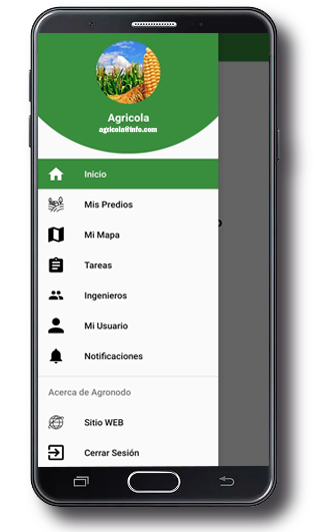 Agricola
agricola@info.com
Inicio
Mis Predios
Mi Mapa
Tareas
Ingenieros
Mi Usuario
Notificaciones
Acerca de Agronodo
Sitio WEB
Cerrar Sesión